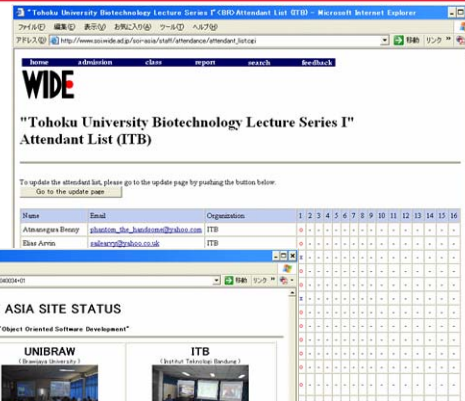 "Tohoku University Biotechnology Lecture Series I"<BR>Attendant List (ITB) - Microsoft Internet Explorer
ファイル(F) 編集(E) 表示(V) お気に入り(A) ツール(T) ヘルプ(H)
アドレス(D) http://www.soi.wide.ad.jp/soi-asia/staff/attendance/attendant_list.cgi 移動 リンク »
home admission class report search feedback
WIDE
"Tohoku University Biotechnology Lecture Series I"
Attendant List (ITB)
To update the attendant list, please go to the update page by pushing the button below.
Go to the update page
Name Email Organization 1 2 3 4 5 6 7 8 9 10 11 12 13 14 15 16
Atmanegara Benny phantom_the_handsome@yahoo.com ITB
Elias Arvin ITB
040034+01 移動 リンク »
ASIA SITE STATUS
"Object Oriented Software Development"
UNIBRAW ITB
(Brawijaya University) (Institut Teknologi Bandung)